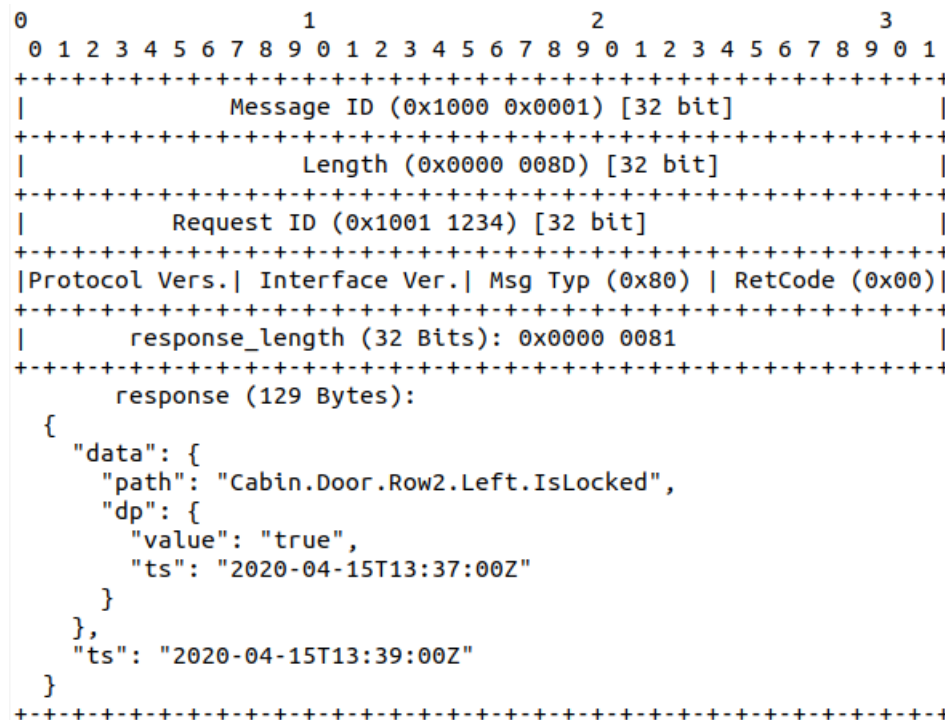 0                   1                   2                   3
 0 1 2 3 4 5 6 7 8 9 0 1 2 3 4 5 6 7 8 9 0 1 2 3 4 5 6 7 8 9 0 1
+-+-+-+-+-+-+-+-+-+-+-+-+-+-+-+-+-+-+-+-+-+-+-+-+-+-+-+-+-+-+-+-+
|              Message ID (0x1000 0x0001) [32 bit]              |
+-+-+-+-+-+-+-+-+-+-+-+-+-+-+-+-+-+-+-+-+-+-+-+-+-+-+-+-+-+-+-+-+
|                   Length (0x0000 008D) [32 bit]               |
+-+-+-+-+-+-+-+-+-+-+-+-+-+-+-+-+-+-+-+-+-+-+-+-+-+-+-+-+-+-+-+-+
|          Request ID (0x1001 1234) [32 bit]                    |
+-+-+-+-+-+-+-+-+-+-+-+-+-+-+-+-+-+-+-+-+-+-+-+-+-+-+-+-+-+-+-+-+
|Protocol Vers.| Interface Ver.| Msg Typ (0x80) | RetCode (0x00)|
+-+-+-+-+-+-+-+-+-+-+-+-+-+-+-+-+-+-+-+-+-+-+-+-+-+-+-+-+-+-+-+-+
|       response_length (32 Bits): 0x0000 0081                  |
+-+-+-+-+-+-+-+-+-+-+-+-+-+-+-+-+-+-+-+-+-+-+-+-+-+-+-+-+-+-+-+-+
       response (129 Bytes):
  {
    "data": {
      "path": "Cabin.Door.Row2.Left.IsLocked",
      "dp": {
        "value": "true",
        "ts": "2020-04-15T13:37:00Z"
      }
    },
    "ts": "2020-04-15T13:39:00Z"
  }
+-+-+-+-+-+-+-+-+-+-+-+-+-+-+-+-+-+-+-+-+-+-+-+-+-+-+-+-+-+-+-+-+